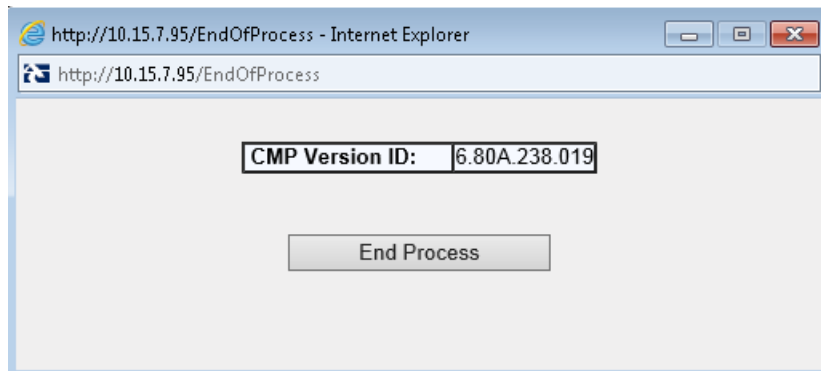 http://10.15.7.95/EndOfProcess - Internet Explorer
http://10.15.7.95/EndOfProcess
CMP Version ID: 6.80A.238.019
End Process